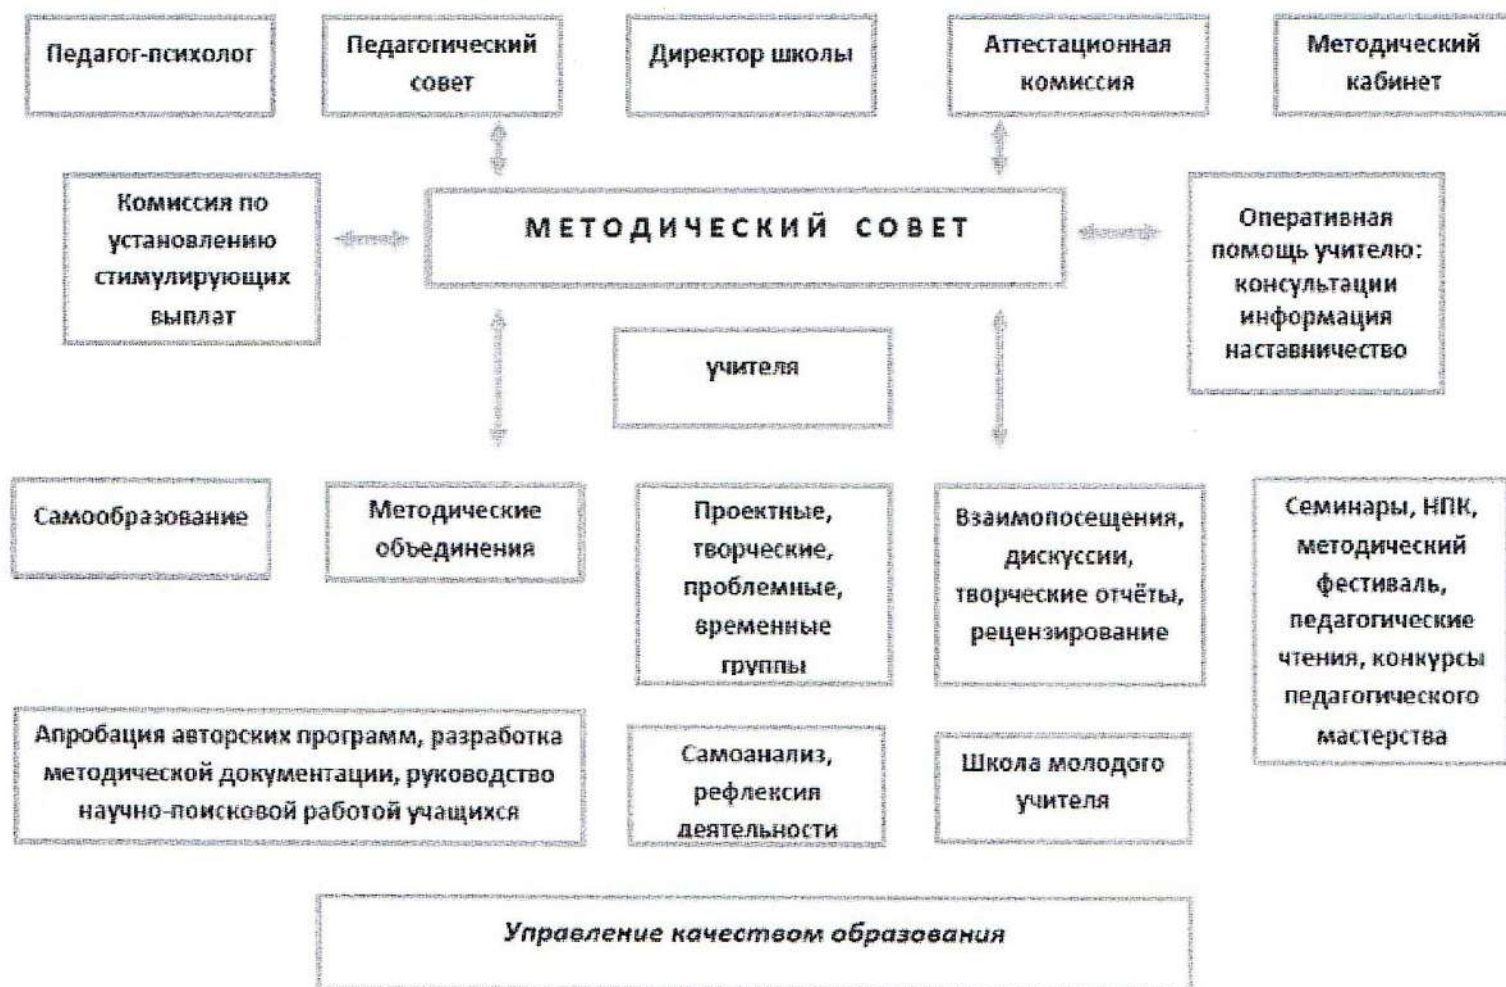 Педагог-психолог
Педагогический
совет
Директор школы
Аттестационная
комиссия
Методический
кабинет
Комиссия по
установлению
стимулирующих
выплат
МЕТОДИЧЕСКИЙ СОВЕТ
Оперативная
помощь учителю:
консультации
информация
наставничество
учителя
Самообразование
Методические
объединения
Проектные,
творческие,
проблемные,
временные
группы
Взаимопосещения,
дискуссии,
творческие отчёты,
рецензирование
Семинары, НПК,
методический
фестиваль,
педагогические
чтения, конкурсы
педагогического
мастерства
Апробация авторских программ, разработка
методической документации, руководство
научно-поисковой работой учащихся
Самоанализ,
рефлексия
деятельности
Школа молодого
учителя
Управление качеством образования